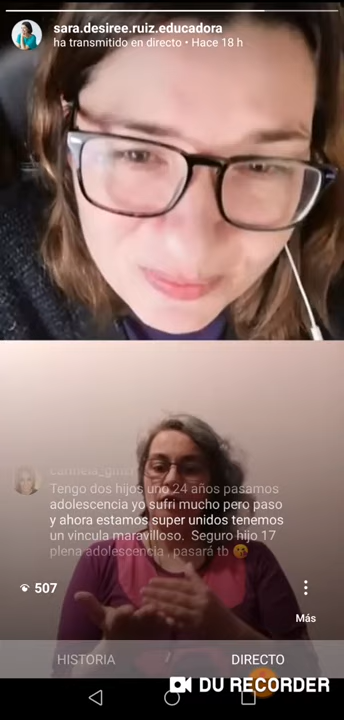 sara.desiree.ruiz.educadora
ha transmitido en directo • Hace 18 h
Tengo dos hijos uno 24 años pasamos
adolescencia yo sufri mucho pero paso
y ahora estamos super unidos tenemos
un vincula maravilloso. Seguro hijo 17
plena adolescencia , pasará tb 😘
507
Más
HISTORIA / DIRECTO
DU RECORDER